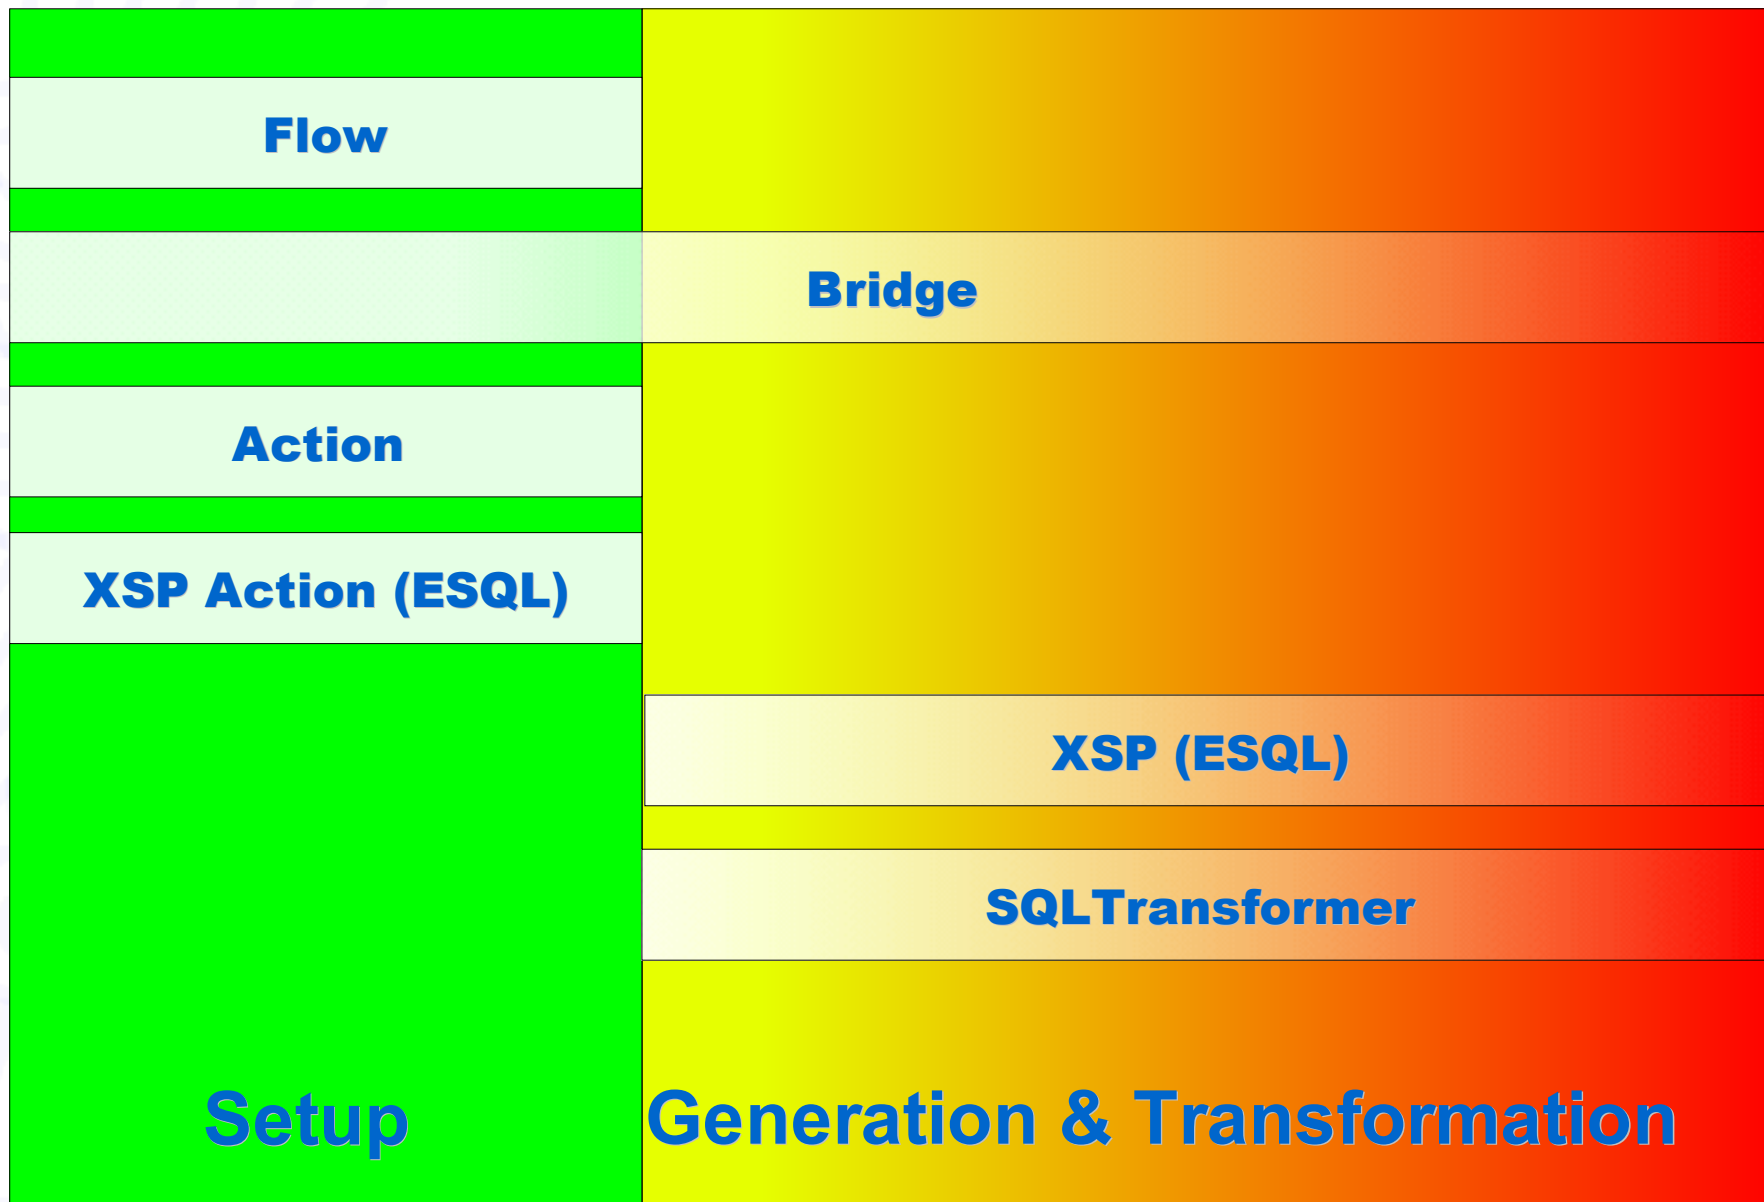 Flow
Bridge
Action
XSP Action (ESQL)
XSP (ESQL)
SQLTransformer
Setup
Generation & Transformation